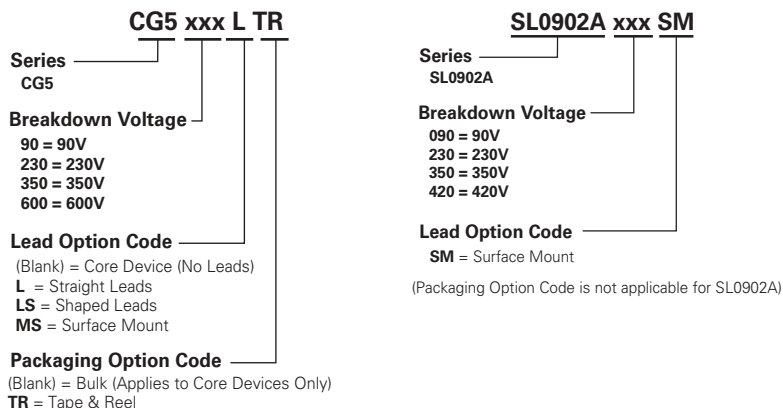 CG5 xxx L TR
Series
CG5
Breakdown Voltage
90 = 90V
230 = 230V
350 = 350V
600 = 600V
Lead Option Code
(Blank) = Core Device (No Leads)
L = Straight Leads
LS = Shaped Leads
MS = Surface Mount
Packaging Option Code
(Blank) = Bulk (Applies to Core Devices Only)
TR = Tape & Reel
SL0902A xxx SM
Series
SL0902A
Breakdown Voltage
090 = 90V
230 = 230V
350 = 350V
420 = 420V
Lead Option Code
SM = Surface Mount
(Packaging Option Code is not applicable for SL0902A)